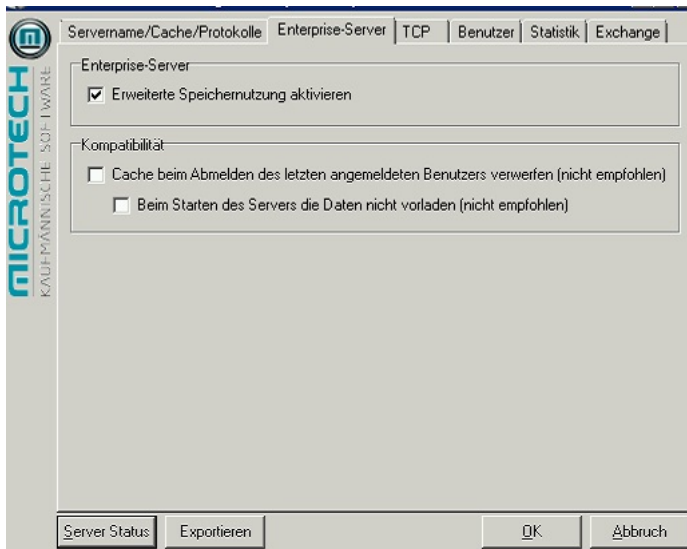 Servername/Cache/Protokolle Enterprise-Server TCP Benutzer Statistik Exchange
Enterprise-Server
Erweiterte Speichernutzung aktivieren
Kompatibilität
Cache beim Abmelden des letzten angemeldeten Benutzers verwerfen (nicht empfohlen)
Beim Starten des Servers die Daten nicht vorladen (nicht empfohlen)
MICROTECH
KAUFMÄNNISCHE SOFTWARE
Server Status Exportieren OK Abbruch